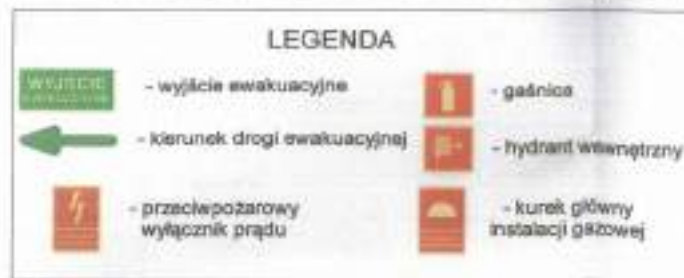 LEGENDA
WYJŚCIE
- wyjście ewakuacyjne
- kierunek drogi ewakuacyjnej
- przeciwpożarowy
wyłącznik prądu
- gaśnica
- hydrant wewnętrzny
- kurek główny
instalacji gazowej